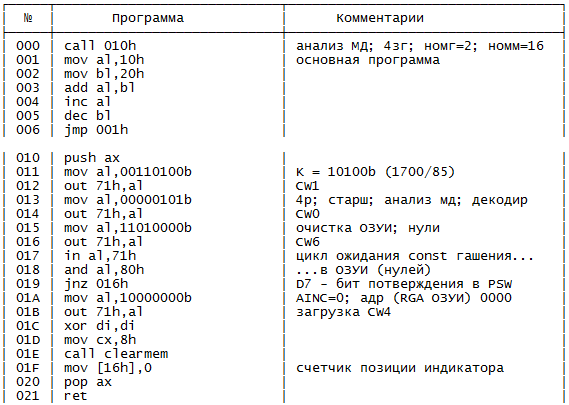 № Программа Комментарии
000 call 010h анализ МД; 4зг; номг=2; номм=16
001 mov al,10h основная программа
002 mov bl,20h
003 add al,bl
004 inc al
005 dec bl
006 jmp 001h
010 push ax
011 mov al,00110100b K = 10100b (1700/85)
012 out 71h,al CW1
013 mov al,00000101b 4р; старш; анализ мд; декодир
014 out 71h,al CW0
015 mov al,11010000b очистка ОЗУИ; нули
016 out 71h,al CW6
017 in al,71h цикл ожидания const гашения...
018 and al,80h ...в ОЗУИ (нулей)
019 jnz 016h D7 - бит потверждения в PSW
01A mov al,10000000b AINC=0; адр (RGA ОЗУИ) 0000
01B out 71h,al загрузка CW4
01C xor di,di
01D mov cx,8h
01E call clearmem
01F mov [16h],0 счетчик позиции индикатора
020 pop ax
021 ret